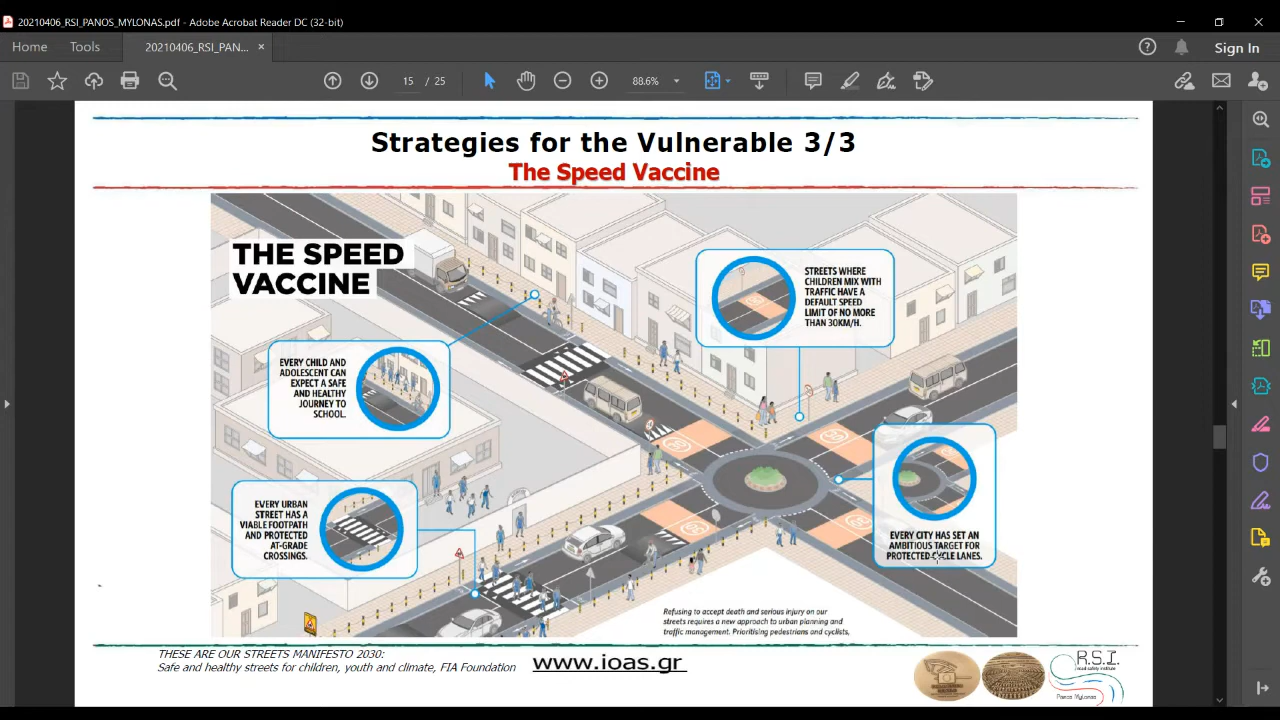 20210406_RSI_PANOS_MYLONAS.pdf - Adobe Acrobat Reader DC (32-bit)
Home
Tools
20210406_RSI_PAN...
Sign In
15 / 25
88.6%
Strategies for the Vulnerable 3/3
The Speed Vaccine
THE SPEED
VACCINE
STREETS WHERE
CHILDREN MIX WITH
TRAFFIC HAVE A
DEFAULT SPEED
LIMIT OF NO MORE
THAN 30KM/H.
EVERY CHILD AND
ADOLESCENT CAN
EXPECT A SAFE
AND HEALTHY
JOURNEY TO
SCHOOL.
EVERY URBAN
STREET HAS A
VIABLE FOOTPATH
AND PROTECTED
AT-GRADE
CROSSINGS.
EVERY CITY HAS SET AN
AMBITIOUS TARGET FOR
PROTECTED CYCLE LANES.
Refusing to accept death and serious injury on our
streets requires a new approach to urban planning and
traffic management. Prioritising pedestrians and cyclists,
THESE ARE OUR STREETS MANIFESTO 2030:
Safe and healthy streets for children, youth and climate, FIA Foundation
www.ioas.gr
R.S.I.
road safety institute
Panos Mylonas